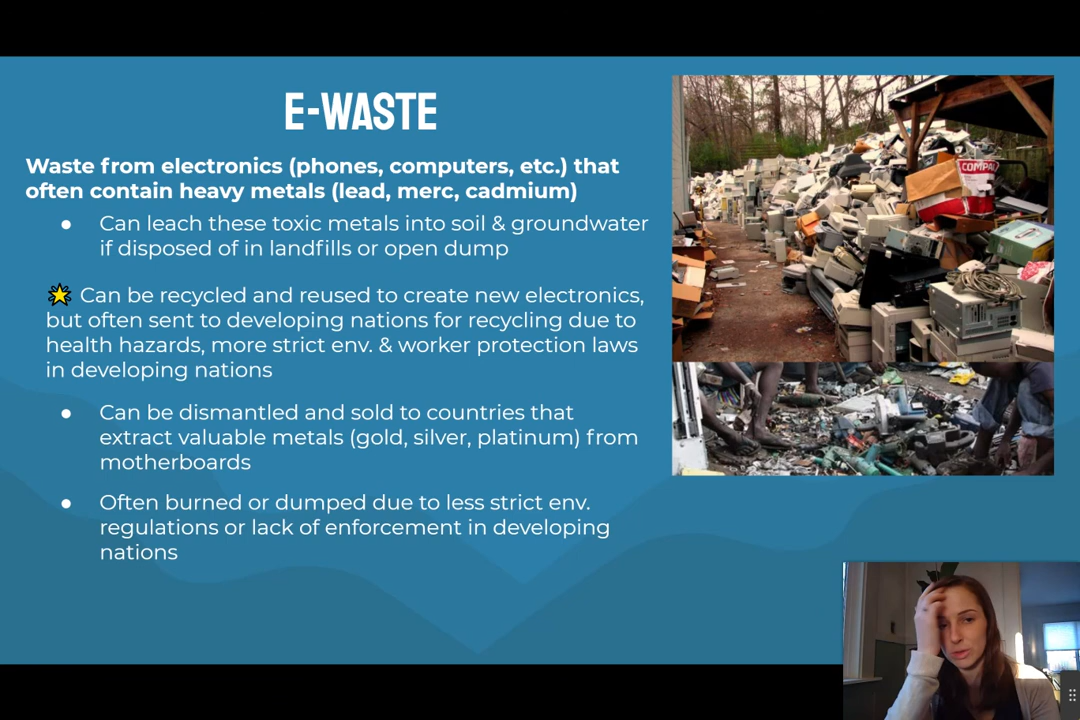 E-WASTE
Waste from electronics (phones, computers, etc.) that
often contain heavy metals (lead, merc, cadmium)
● Can leach these toxic metals into soil & groundwater
if disposed of in landfills or open dump
Can be recycled and reused to create new electronics,
but often sent to developing nations for recycling due to
health hazards, more strict env. & worker protection laws
in developing nations
● Can be dismantled and sold to countries that
extract valuable metals (gold, silver, platinum) from
motherboards
● Often burned or dumped due to less strict env.
regulations or lack of enforcement in developing
nations